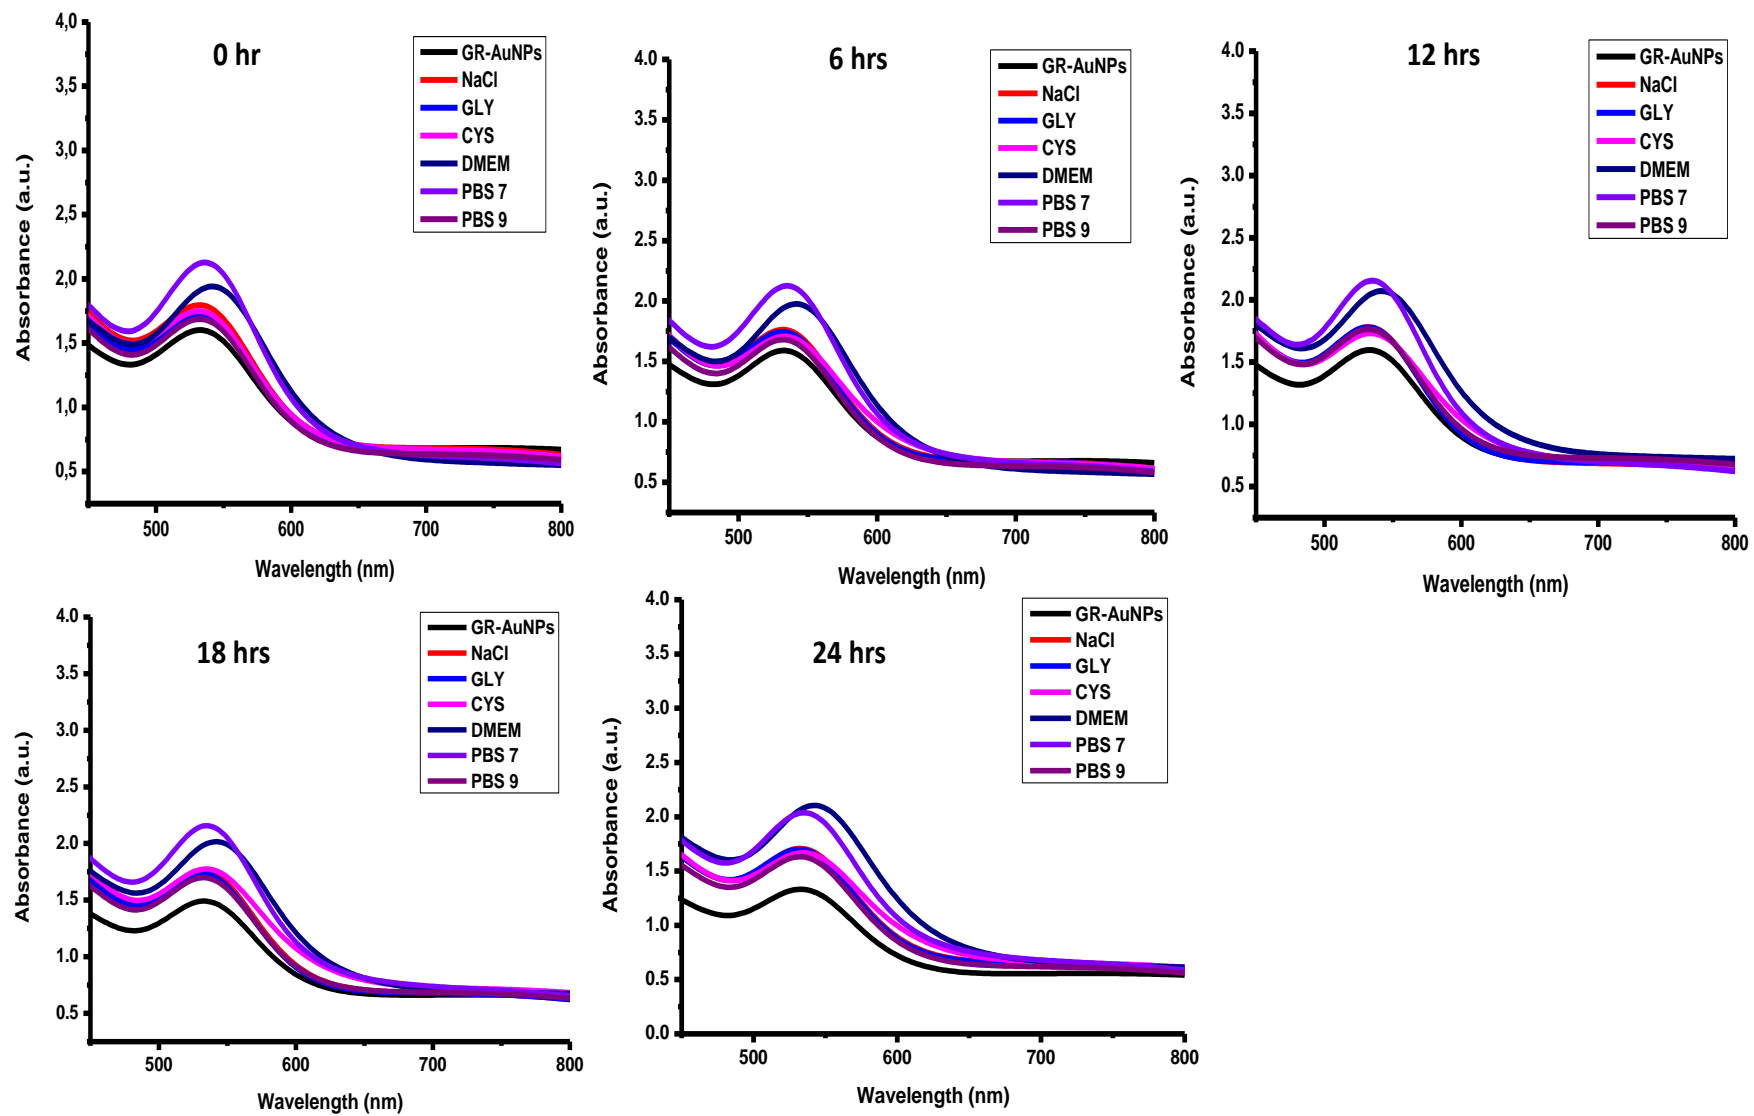 0 hr
4,0
3,5
3,0
2,5
2,0
1,5
1,0
0,5
500
600
700
800
Absorbance (a.u.)
Wavelength (nm)
GR-AuNPs
NaCl
GLY
CYS
DMEM
PBS 7
PBS 9
6 hrs
4.0
3.5
3.0
2.5
2.0
1.5
1.0
0.5
500
600
700
800
Absorbance (a.u.)
Wavelength (nm)
GR-AuNPs
NaCl
GLY
CYS
DMEM
PBS 7
PBS 9
12 hrs
4.0
3.5
3.0
2.5
2.0
1.5
1.0
0.5
500
600
700
800
Absorbance (a.u.)
Wavelength (nm)
GR-AuNPs
NaCl
GLY
CYS
DMEM
PBS 7
PBS 9
18 hrs
4.0
3.5
3.0
2.5
2.0
1.5
1.0
0.5
500
600
700
800
Absorbance (a.u.)
Wavelength (nm)
GR-AuNPs
NaCl
GLY
CYS
DMEM
PBS 7
PBS 9
24 hrs
4.0
3.5
3.0
2.5
2.0
1.5
1.0
0.5
0.0
500
600
700
800
Absorbance (a.u.)
Wavelength (nm)
GR-AuNPs
NaCl
GLY
CYS
DMEM
PBS 7
PBS 9